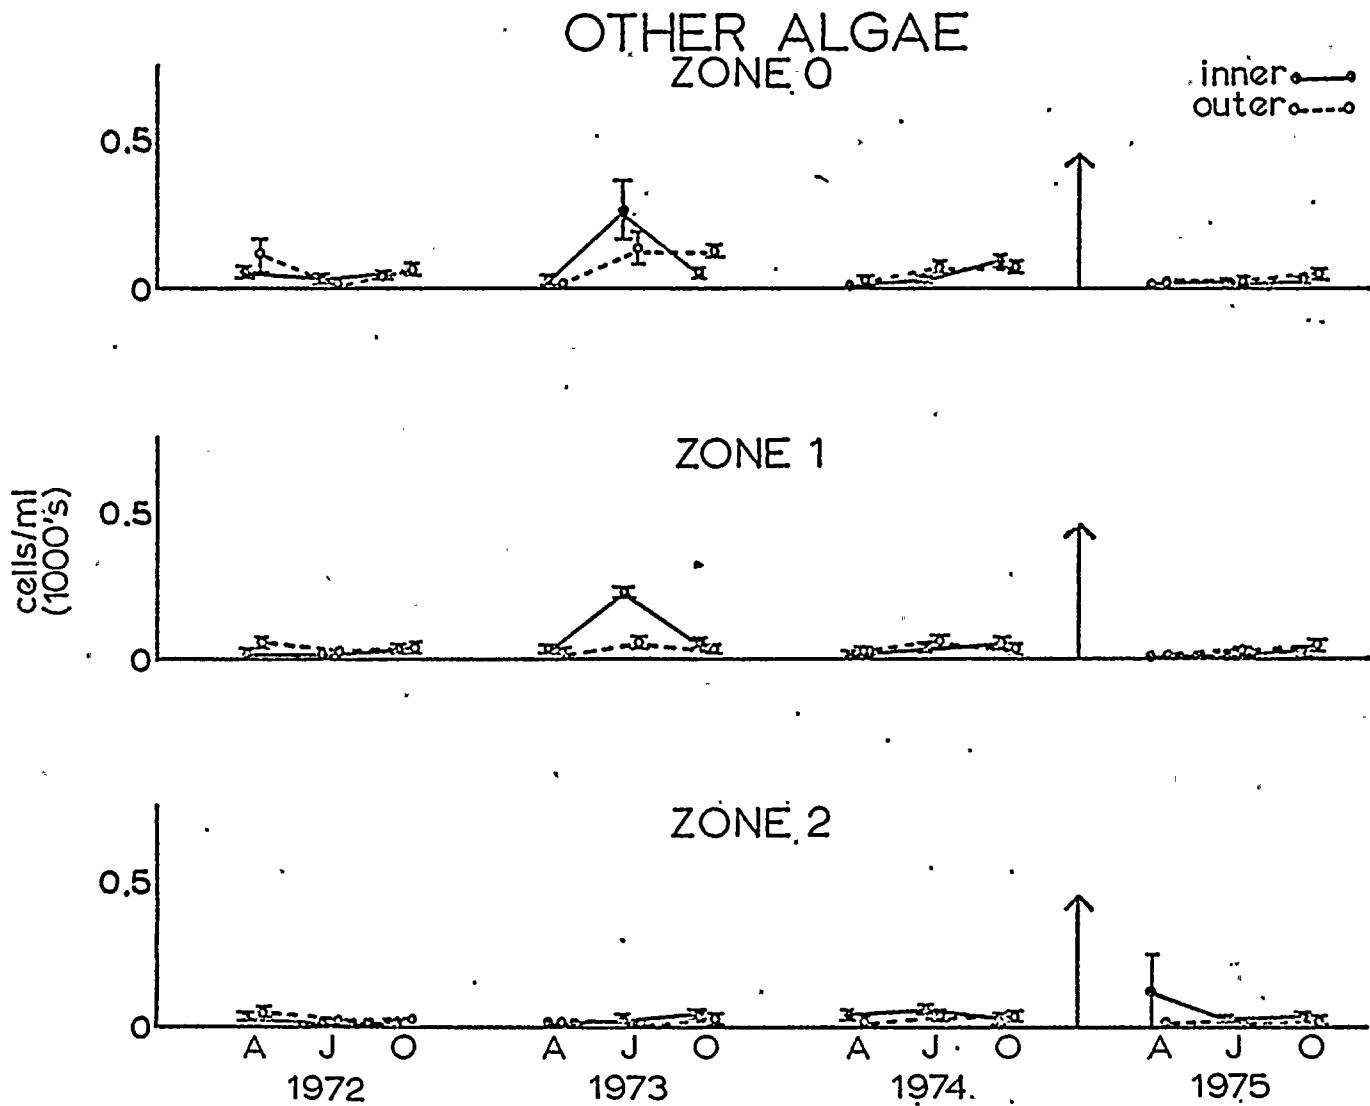 OTHER ALGAE
ZONE 0
inner
outer
0.5
0
ZONE 1
cells/ml
(1000's)
0.5
0
ZONE 2
0.5
0
A J O A J O A J O A J O
1972 1973 1974 1975